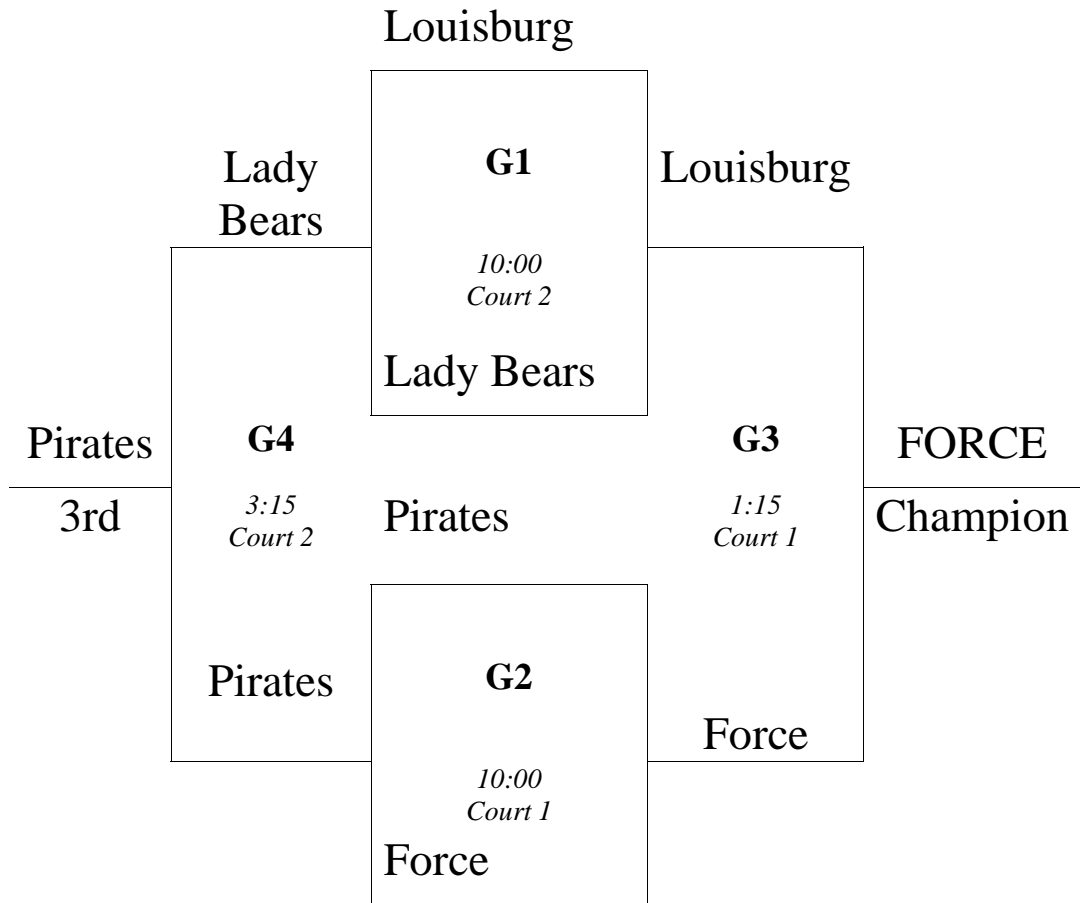 Louisburg
Lady
Bears
G1
Louisburg
10:00
Court 2
Lady Bears
Pirates
G4
G3
FORCE
3rd
3:15
Court 2
Pirates
1:15
Court 1
Champion
Pirates
G2
Force
10:00
Court 1
Force